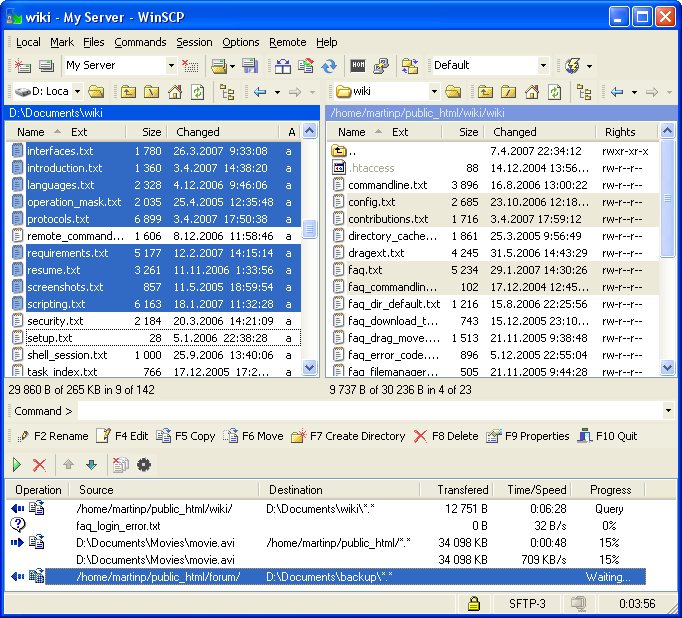 wiki - My Server - WinSCP
Local Mark Files Commands Session Options Remote Help
My Server Default
D: Loca wiki
D:\Documents\wiki /home/martinp/public_html/wiki/wiki
Name Ext Size Changed A Name Ext Size Changed Rights
interfaces.txt 1 780 26.3.2007 9:33:08 a .. 7.4.2007 22:34:12 rwxr-xr-x
introduction.txt 1 360 3.4.2007 14:38:20 a .htaccess 88 14.12.2004 13:56... rw-r--r--
languages.txt 2 328 4.12.2006 9:46:06 a commandline.txt 3 896 16.8.2006 13:00:22 rw-r--r--
operation_mask.txt 2 035 25.4.2005 12:35:48 a config.txt 2 685 23.10.2006 12:18... rw-r--r--
protocols.txt 6 899 3.4.2007 17:50:38 a contributions.txt 1 716 3.4.2007 17:59:12 rw-r--r--
remote_command... 1 606 8.12.2006 11:58:46 a directory_cache... 1 861 25.3.2005 9:56:49 rw-r--r--
requirements.txt 5 177 12.2.2007 14:15:14 a dragext.txt 4 245 31.5.2006 14:43:29 rw-r--r--
resume.txt 3 261 11.11.2006 1:33:56 a faq.txt 5 234 29.1.2007 14:30:26 rw-r--r--
screenshots.txt 857 11.5.2005 18:59:54 a faq_commandlin... 102 17.12.2004 12:45... rw-r--r--
scripting.txt 6 163 18.1.2007 11:32:28 a faq_dir_default.txt 1 216 15.8.2006 22:25:56 rw-r--r--
security.txt 2 184 20.3.2006 14:21:09 a faq_download_t... 743 15.12.2005 23:10... rw-r--r--
setup.txt 28 5.1.2006 22:38:28 a faq_drag_move.... 1 513 21.11.2005 9:38:48 rw-r--r--
shell_session.txt 1 000 25.9.2006 13:40:06 a faq_error_code.... 896 5.12.2005 22:55:04 rw-r--r--
task_index.txt 766 17.12.2005 17:2... a faq_filemanager... 505 21.11.2005 9:44:28 rw-r--r--
29 860 B of 265 KB in 9 of 142 9 737 B of 30 236 B in 4 of 23
Command >
F2 Rename F4 Edit F5 Copy F6 Move F7 Create Directory F8 Delete F9 Properties F10 Quit
Operation Source Destination Transfered Time/Speed Progress
/home/martinp/public_html/wiki/ D:\Documents\wiki\*.* 12 751 B 0:06:28 Query
faq_login_error.txt 0 B 32 B/s 0%
D:\Documents\Movies\movie.avi /home/martinp/public_html/*.* 34 098 KB 0:00:48 15%
D:\Documents\Movies\movie.avi 34 098 KB 709 KB/s 15%
/home/martinp/public_html/forum/ D:\Documents\backup\*.* Waiting...
SFTP-3 0:03:56